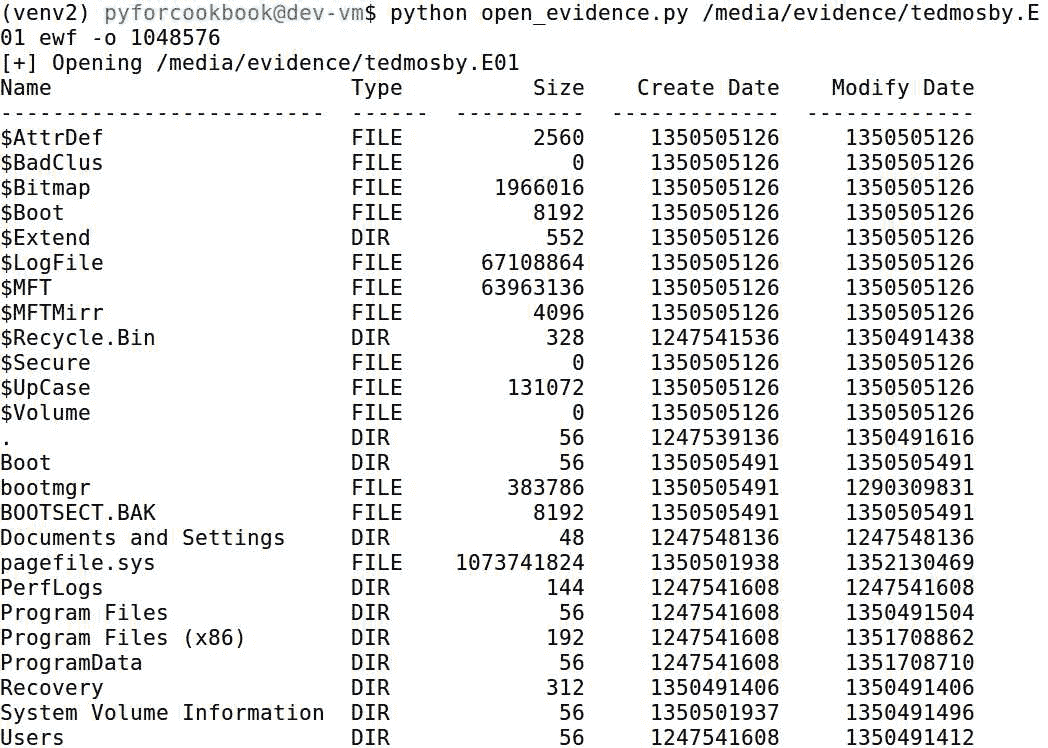 (venv2) pyforcookbook@dev-vm$ python open_evidence.py /media/evidence/tedmosby.E
01 ewf -o 1048576
[+] Opening /media/evidence/tedmosby.E01
Name                       Type          Size    Create Date    Modify Date
-------------------------  ------  ----------  -------------  -------------
$AttrDef                   FILE          2560     1350505126     1350505126
$BadClus                   FILE             0     1350505126     1350505126
$Bitmap                    FILE       1966016     1350505126     1350505126
$Boot                      FILE          8192     1350505126     1350505126
$Extend                    DIR            552     1350505126     1350505126
$LogFile                   FILE      67108864     1350505126     1350505126
$MFT                       FILE      63963136     1350505126     1350505126
$MFTMirr                   FILE          4096     1350505126     1350505126
$Recycle.Bin               DIR            328     1247541536     1350491438
$Secure                    FILE             0     1350505126     1350505126
$UpCase                    FILE        131072     1350505126     1350505126
$Volume                    FILE             0     1350505126     1350505126
.                          DIR             56     1247539136     1350491616
Boot                       DIR             56     1350505491     1350505491
bootmgr                    FILE        383786     1350505491     1290309831
BOOTSECT.BAK               FILE          8192     1350505491     1350505491
Documents and Settings     DIR             48     1247548136     1247548136
pagefile.sys               FILE    1073741824     1350501938     1352130469
PerfLogs                   DIR            144     1247541608     1247541608
Program Files              DIR             56     1247541608     1350491504
Program Files (x86)        DIR            192     1247541608     1351708862
ProgramData                DIR             56     1247541608     1351708710
Recovery                   DIR            312     1350491406     1350491406
System Volume Information  DIR             56     1350501937     1350491496
Users                      DIR             56     1247541608     1350491412